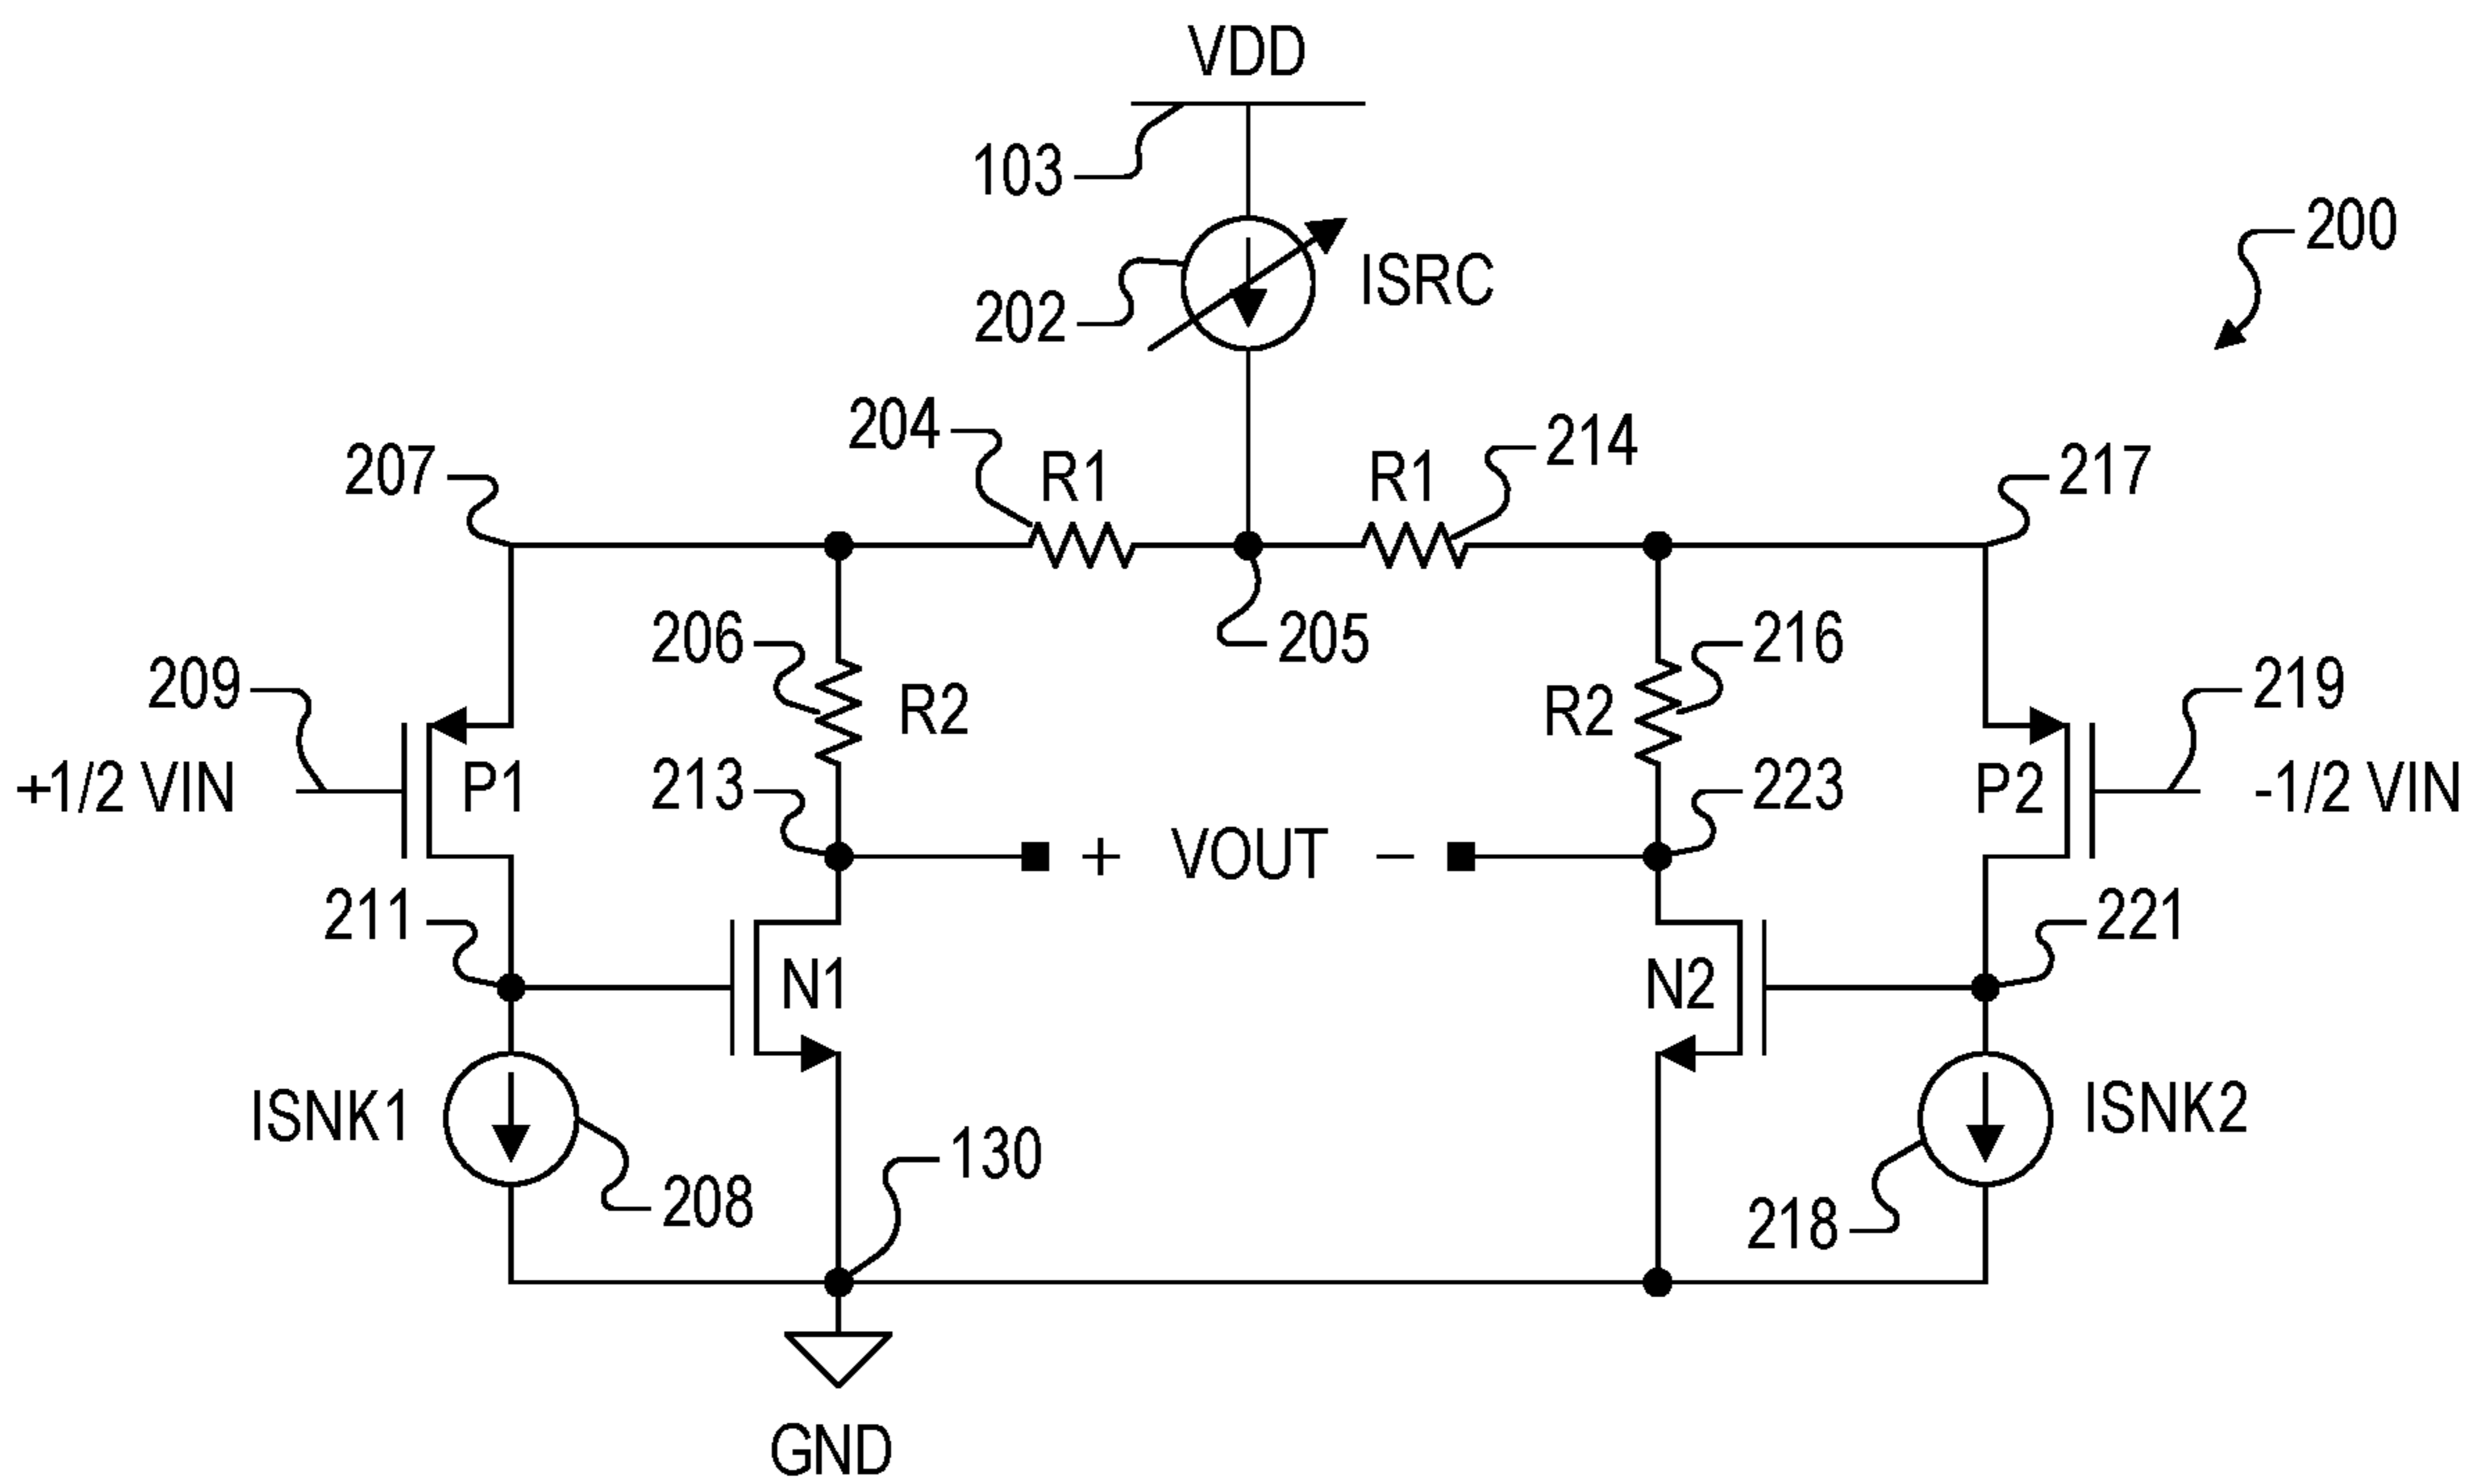 VDD
103
200
202
ISRC
204
214
207
R1
R1
217
206
205
216
209
R2
R2
219
+1/2 VIN
P1
213
223
P2
-1/2 VIN
+ VOUT −
211
221
N1
N2
ISNK1
ISNK2
130
208
218
GND